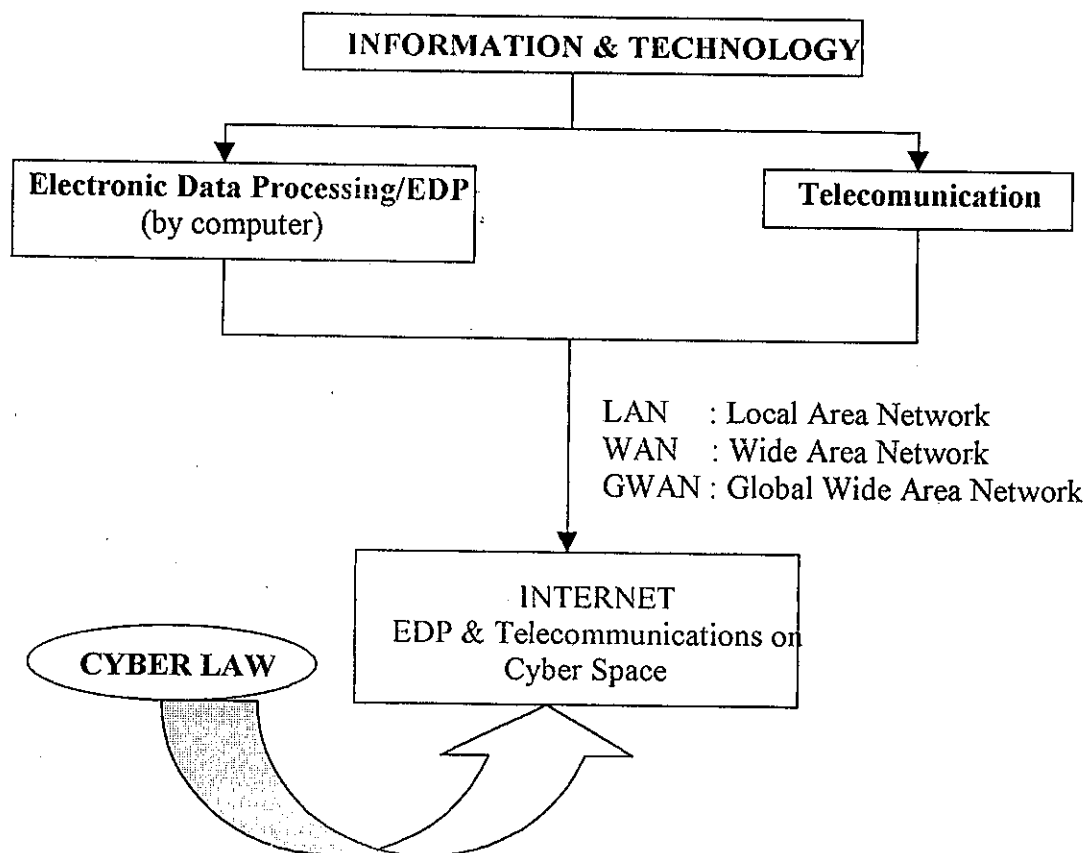 INFORMATION & TECHNOLOGY
Electronic Data Processing/EDP
(by computer)
Telecomunication
LAN : Local Area Network
WAN : Wide Area Network
GWAN : Global Wide Area Network
INTERNET
EDP & Telecommunications on
Cyber Space
CYBER LAW